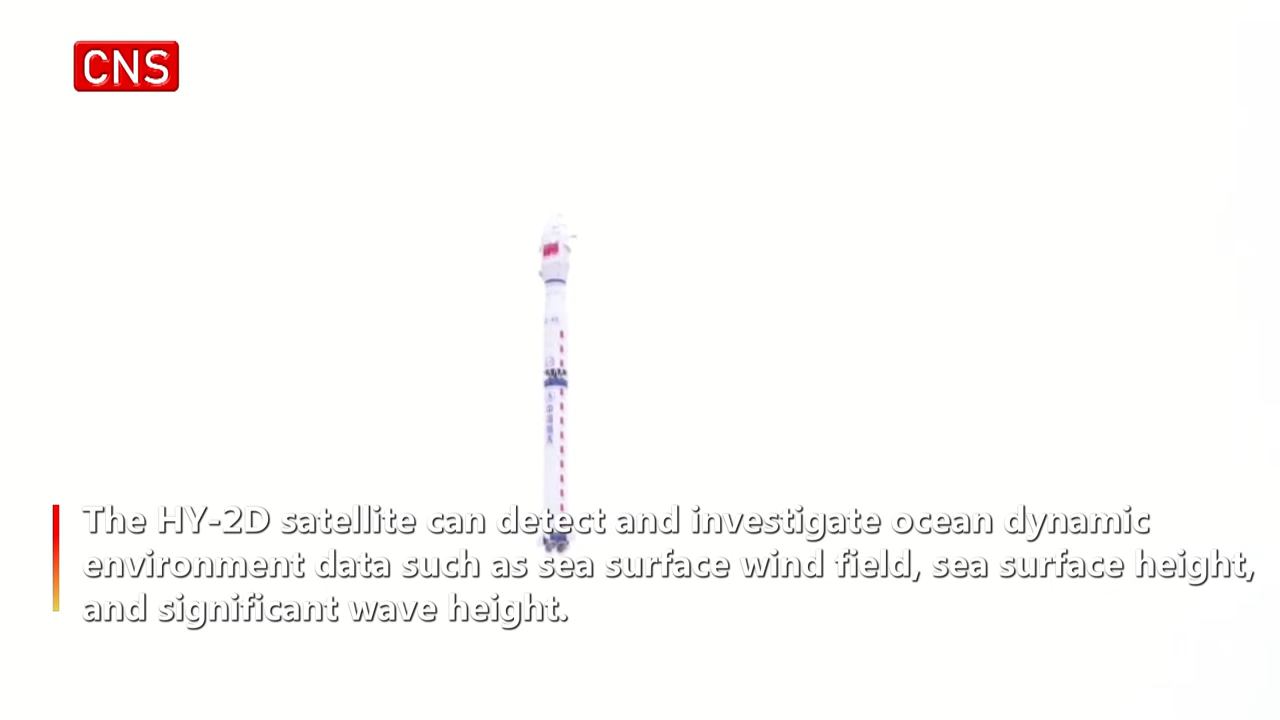 CNS
The HY-2D satellite can detect and investigate ocean dynamic
environment data such as sea surface wind field, sea surface height,
and significant wave height.